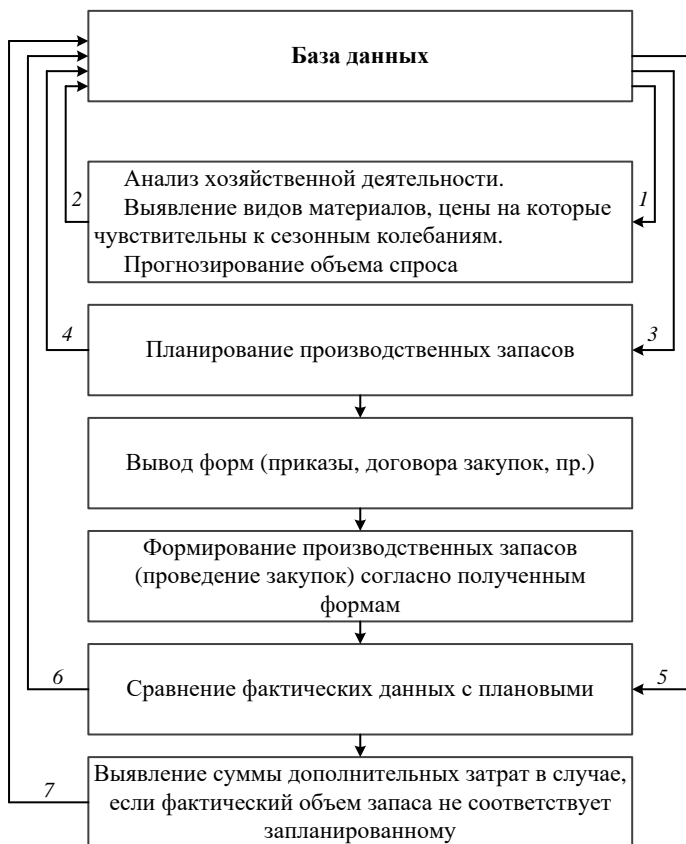 База данных
2
1
Анализ хозяйственной деятельности.
Выявление видов материалов, цены на которые
чувствительны к сезонным колебаниям.
Прогнозирование объема спроса
4
3
Планирование производственных запасов
Вывод форм (приказы, договора закупок, пр.)
Формирование производственных запасов
(проведение закупок) согласно полученным
формам
6
5
Сравнение фактических данных с плановыми
7
Выявление суммы дополнительных затрат в случае,
если фактический объем запаса не соответствует
запланированному